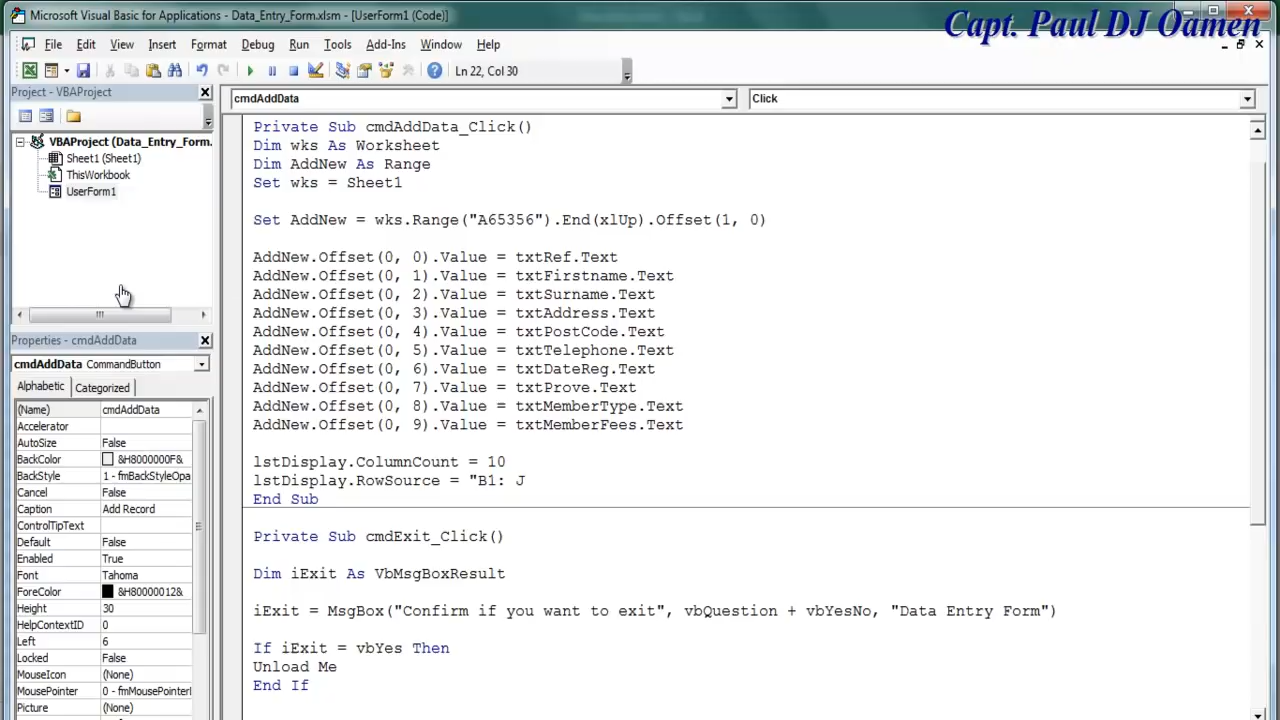 Microsoft Visual Basic for Applications - Data_Entry_Form.xlsm - [UserForm1 (Code)]
Capt. Paul DJ Oamen
File Edit View Insert Format Debug Run Tools Add-Ins Window Help
Ln 22, Col 30
Project - VBAProject
VBAProject (Data_Entry_Form.
Sheet1 (Sheet1)
ThisWorkbook
UserForm1
Properties - cmdAddData
cmdAddData CommandButton
Alphabetic Categorized
(Name) cmdAddData
Accelerator
AutoSize False
BackColor &H8000000F&
BackStyle 1 - fmBackStyleOpa
Cancel False
Caption Add Record
ControlTipText
Default False
Enabled True
Font Tahoma
ForeColor &H80000012&
Height 30
HelpContextID 0
Left 6
Locked False
MouseIcon (None)
MousePointer 0 - fmMousePointerI
Picture (None)
cmdAddData Click
Private Sub cmdAddData_Click()
Dim wks As Worksheet
Dim AddNew As Range
Set wks = Sheet1
Set AddNew = wks.Range("A65356").End(xlUp).Offset(1, 0)
AddNew.Offset(0, 0).Value = txtRef.Text
AddNew.Offset(0, 1).Value = txtFirstname.Text
AddNew.Offset(0, 2).Value = txtSurname.Text
AddNew.Offset(0, 3).Value = txtAddress.Text
AddNew.Offset(0, 4).Value = txtPostCode.Text
AddNew.Offset(0, 5).Value = txtTelephone.Text
AddNew.Offset(0, 6).Value = txtDateReg.Text
AddNew.Offset(0, 7).Value = txtProve.Text
AddNew.Offset(0, 8).Value = txtMemberType.Text
AddNew.Offset(0, 9).Value = txtMemberFees.Text
lstDisplay.ColumnCount = 10
lstDisplay.RowSource = "B1: J
End Sub
Private Sub cmdExit_Click()
Dim iExit As VbMsgBoxResult
iExit = MsgBox("Confirm if you want to exit", vbQuestion + vbYesNo, "Data Entry Form")
If iExit = vbYes Then
Unload Me
End If